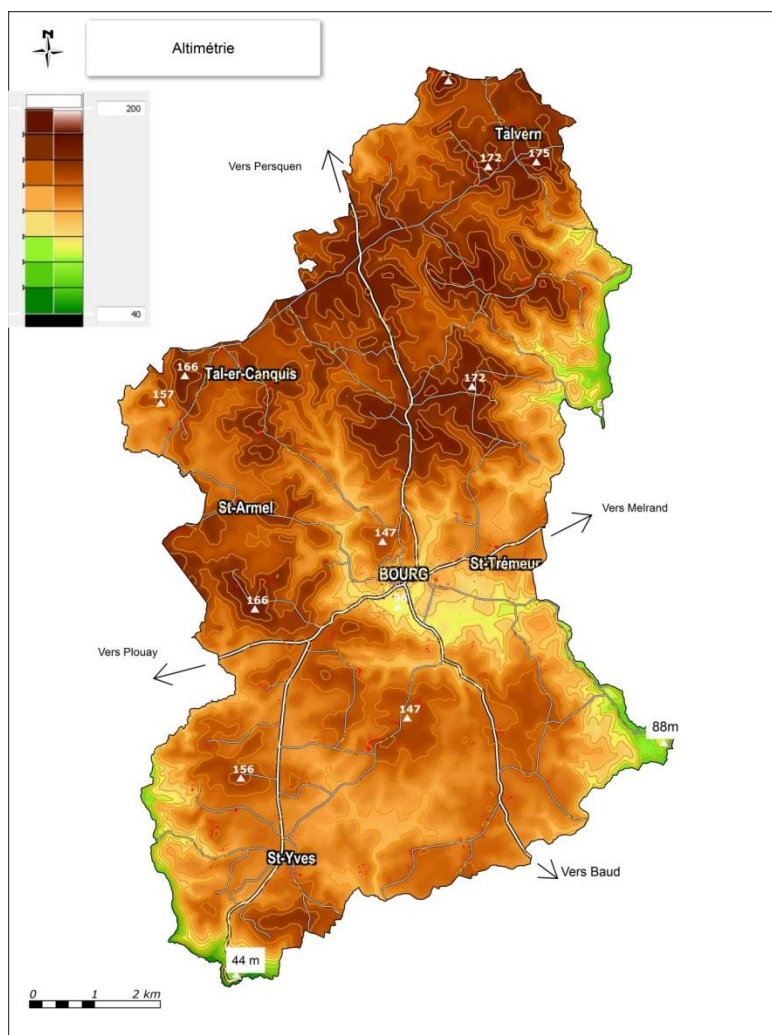 N
Altimétrie
200
40
Talvern
172
175
Vers Persquen
166
Tal-er-Canquis
157
172
St-Armel
Vers Melrand
147
St-Trémeur
BOURG
166
Vers Plouay
147
88m
156
St-Yves
Vers Baud
44 m
0 1 2 km